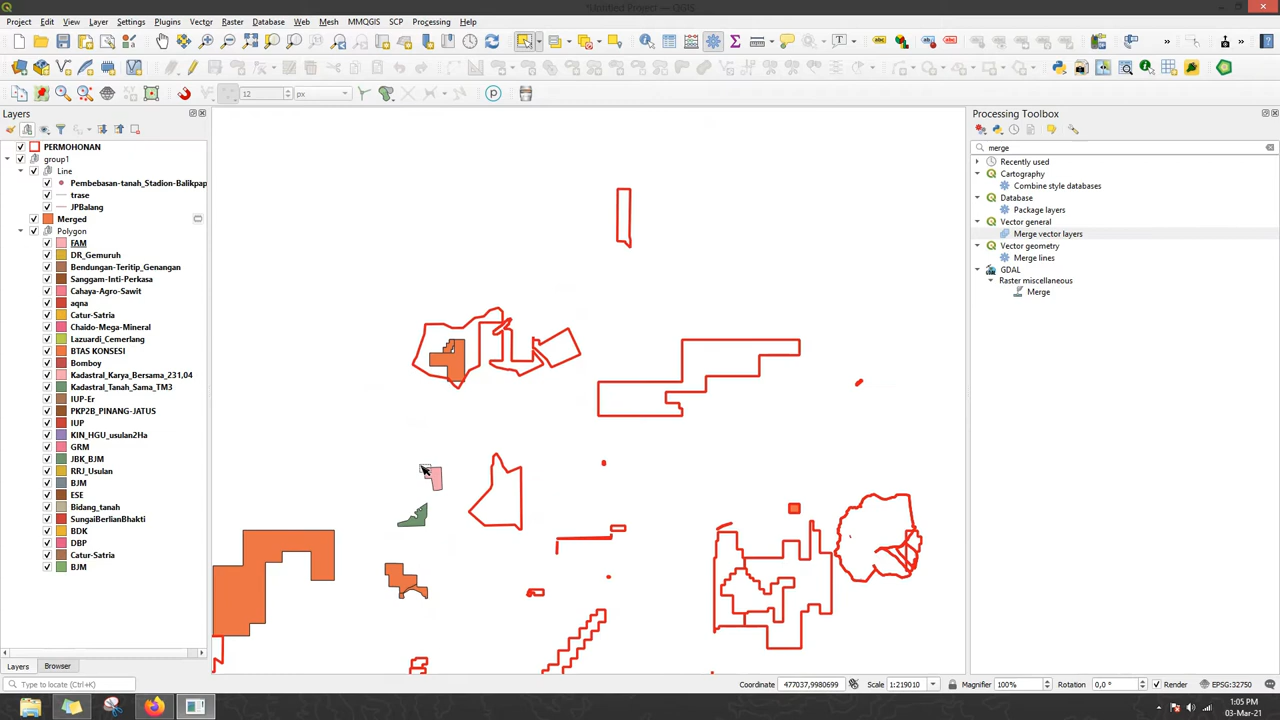 *Untitled Project — QGIS
Project Edit View Layer Settings Plugins Vector Raster Database Web Mesh MMQGIS SCP Processing Help
12 px
Layers
PERMOHONAN
group1
Line
Pembebasan-tanah_Stadion-Balikpap
trase
JPBalang
Merged
Polygon
FAM
DR_Gemuruh
Bendungan-Teritip_Genangan
Sanggam-Inti-Perkasa
Cahaya-Agro-Sawit
aqna
Catur-Satria
Chaido-Mega-Mineral
Lazuardi_Cemerlang
BTAS KONSESI
Bomboy
Kadastral_Karya_Bersama_231,04
Kadastral_Tanah_Sama_TM3
IUP-Er
PKP2B_PINANG-JATUS
IUP
KIN_HGU_usulan2Ha
GRM
JBK_BJM
RRJ_Usulan
BJM
ESE
Bidang_tanah
SungaiBerlianBhakti
BDK
DBP
Catur-Satria
BJM
Layers Browser
Processing Toolbox
merge
Recently used
Cartography
Combine style databases
Database
Package layers
Vector general
Merge vector layers
Vector geometry
Merge lines
GDAL
Raster miscellaneous
Merge
Type to locate (Ctrl+K)
Coordinate 477037,9980699 Scale 1:219010 Magnifier 100% Rotation 0,0 ° Render EPSG:32750
1:05 PM
03-Mar-21